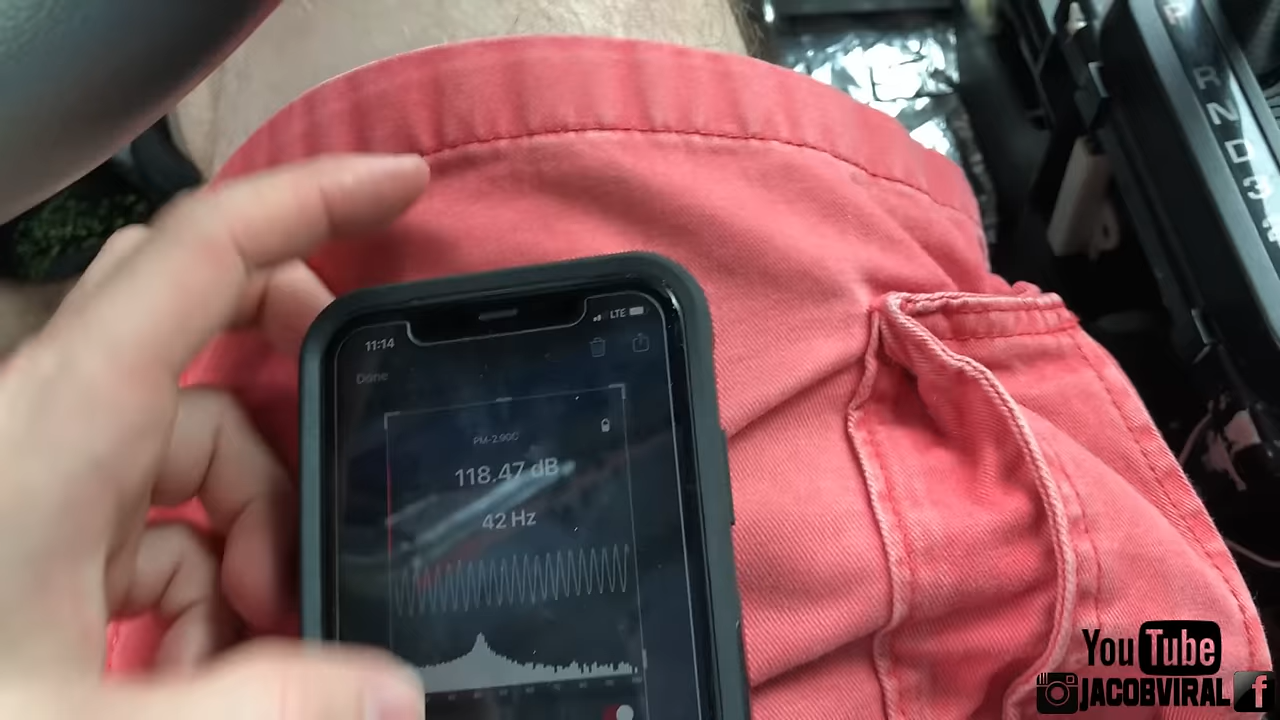 11:14
LTE
Done
118.47 dB
42 Hz
R
N
D
3
YouTube
JACOBVIRAL
f